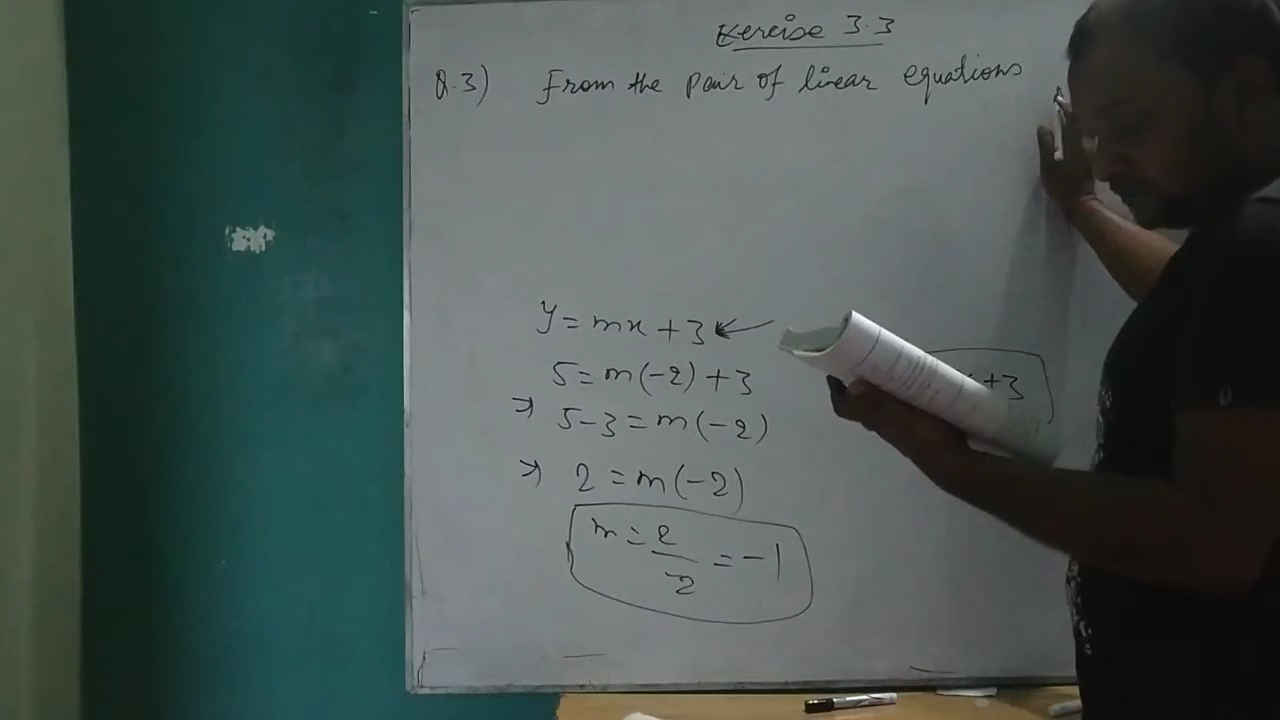 Exercise 3.3
Q.3) From the pair of linear equations
y = mx + 3
5 = m(-2) + 3
⇒ 5-3 = m(-2)
⇒ 2 = m(-2)
m = 2/-2 = -1
+3